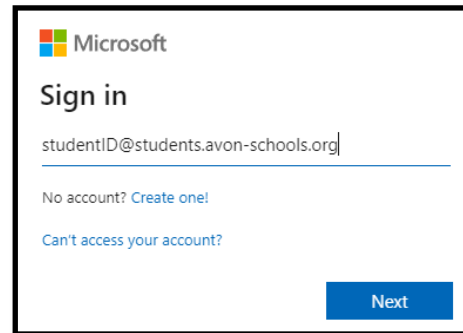 Microsoft
Sign in
studentID@students.avon-schools.org
No account? Create one!
Can't access your account?
Next